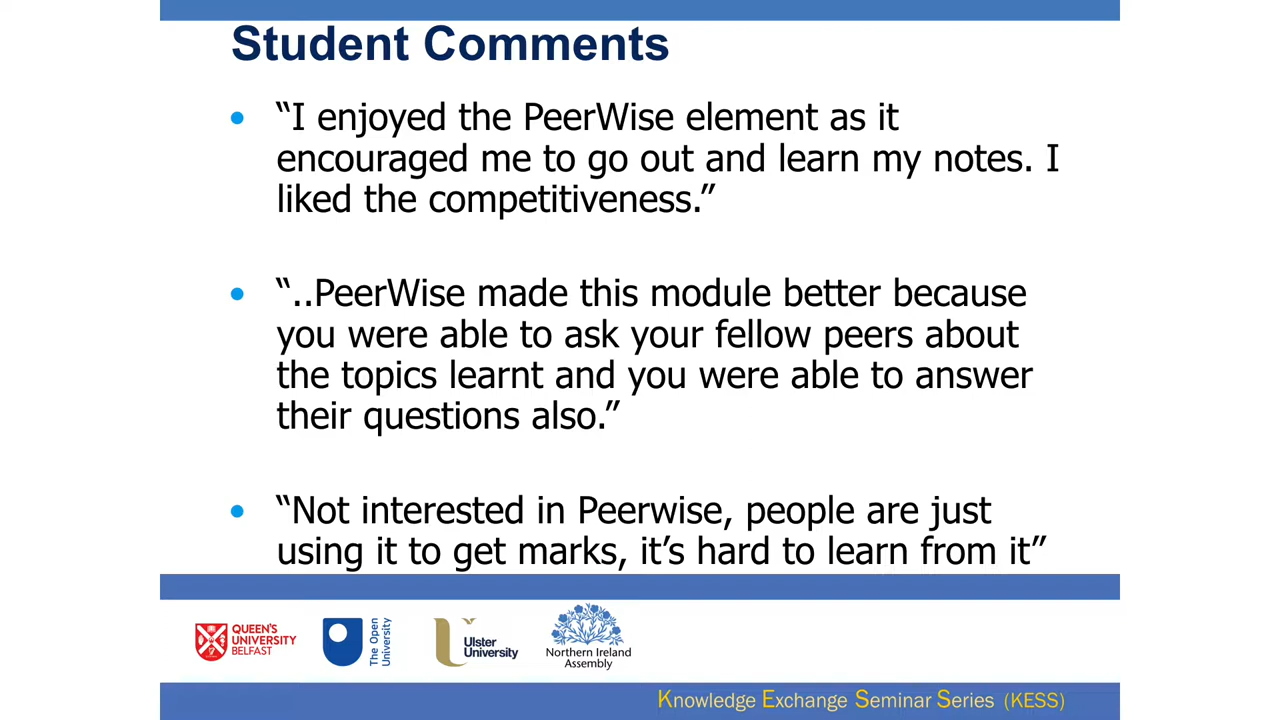 Student Comments
“I enjoyed the PeerWise element as it
encouraged me to go out and learn my notes. I
liked the competitiveness.”
“..PeerWise made this module better because
you were able to ask your fellow peers about
the topics learnt and you were able to answer
their questions also.”
“Not interested in Peerwise, people are just
using it to get marks, it’s hard to learn from it”
QUEEN'S
UNIVERSITY
BELFAST
The Open
University
Ulster
University
Northern Ireland
Assembly
Knowledge Exchange Seminar Series (KESS)